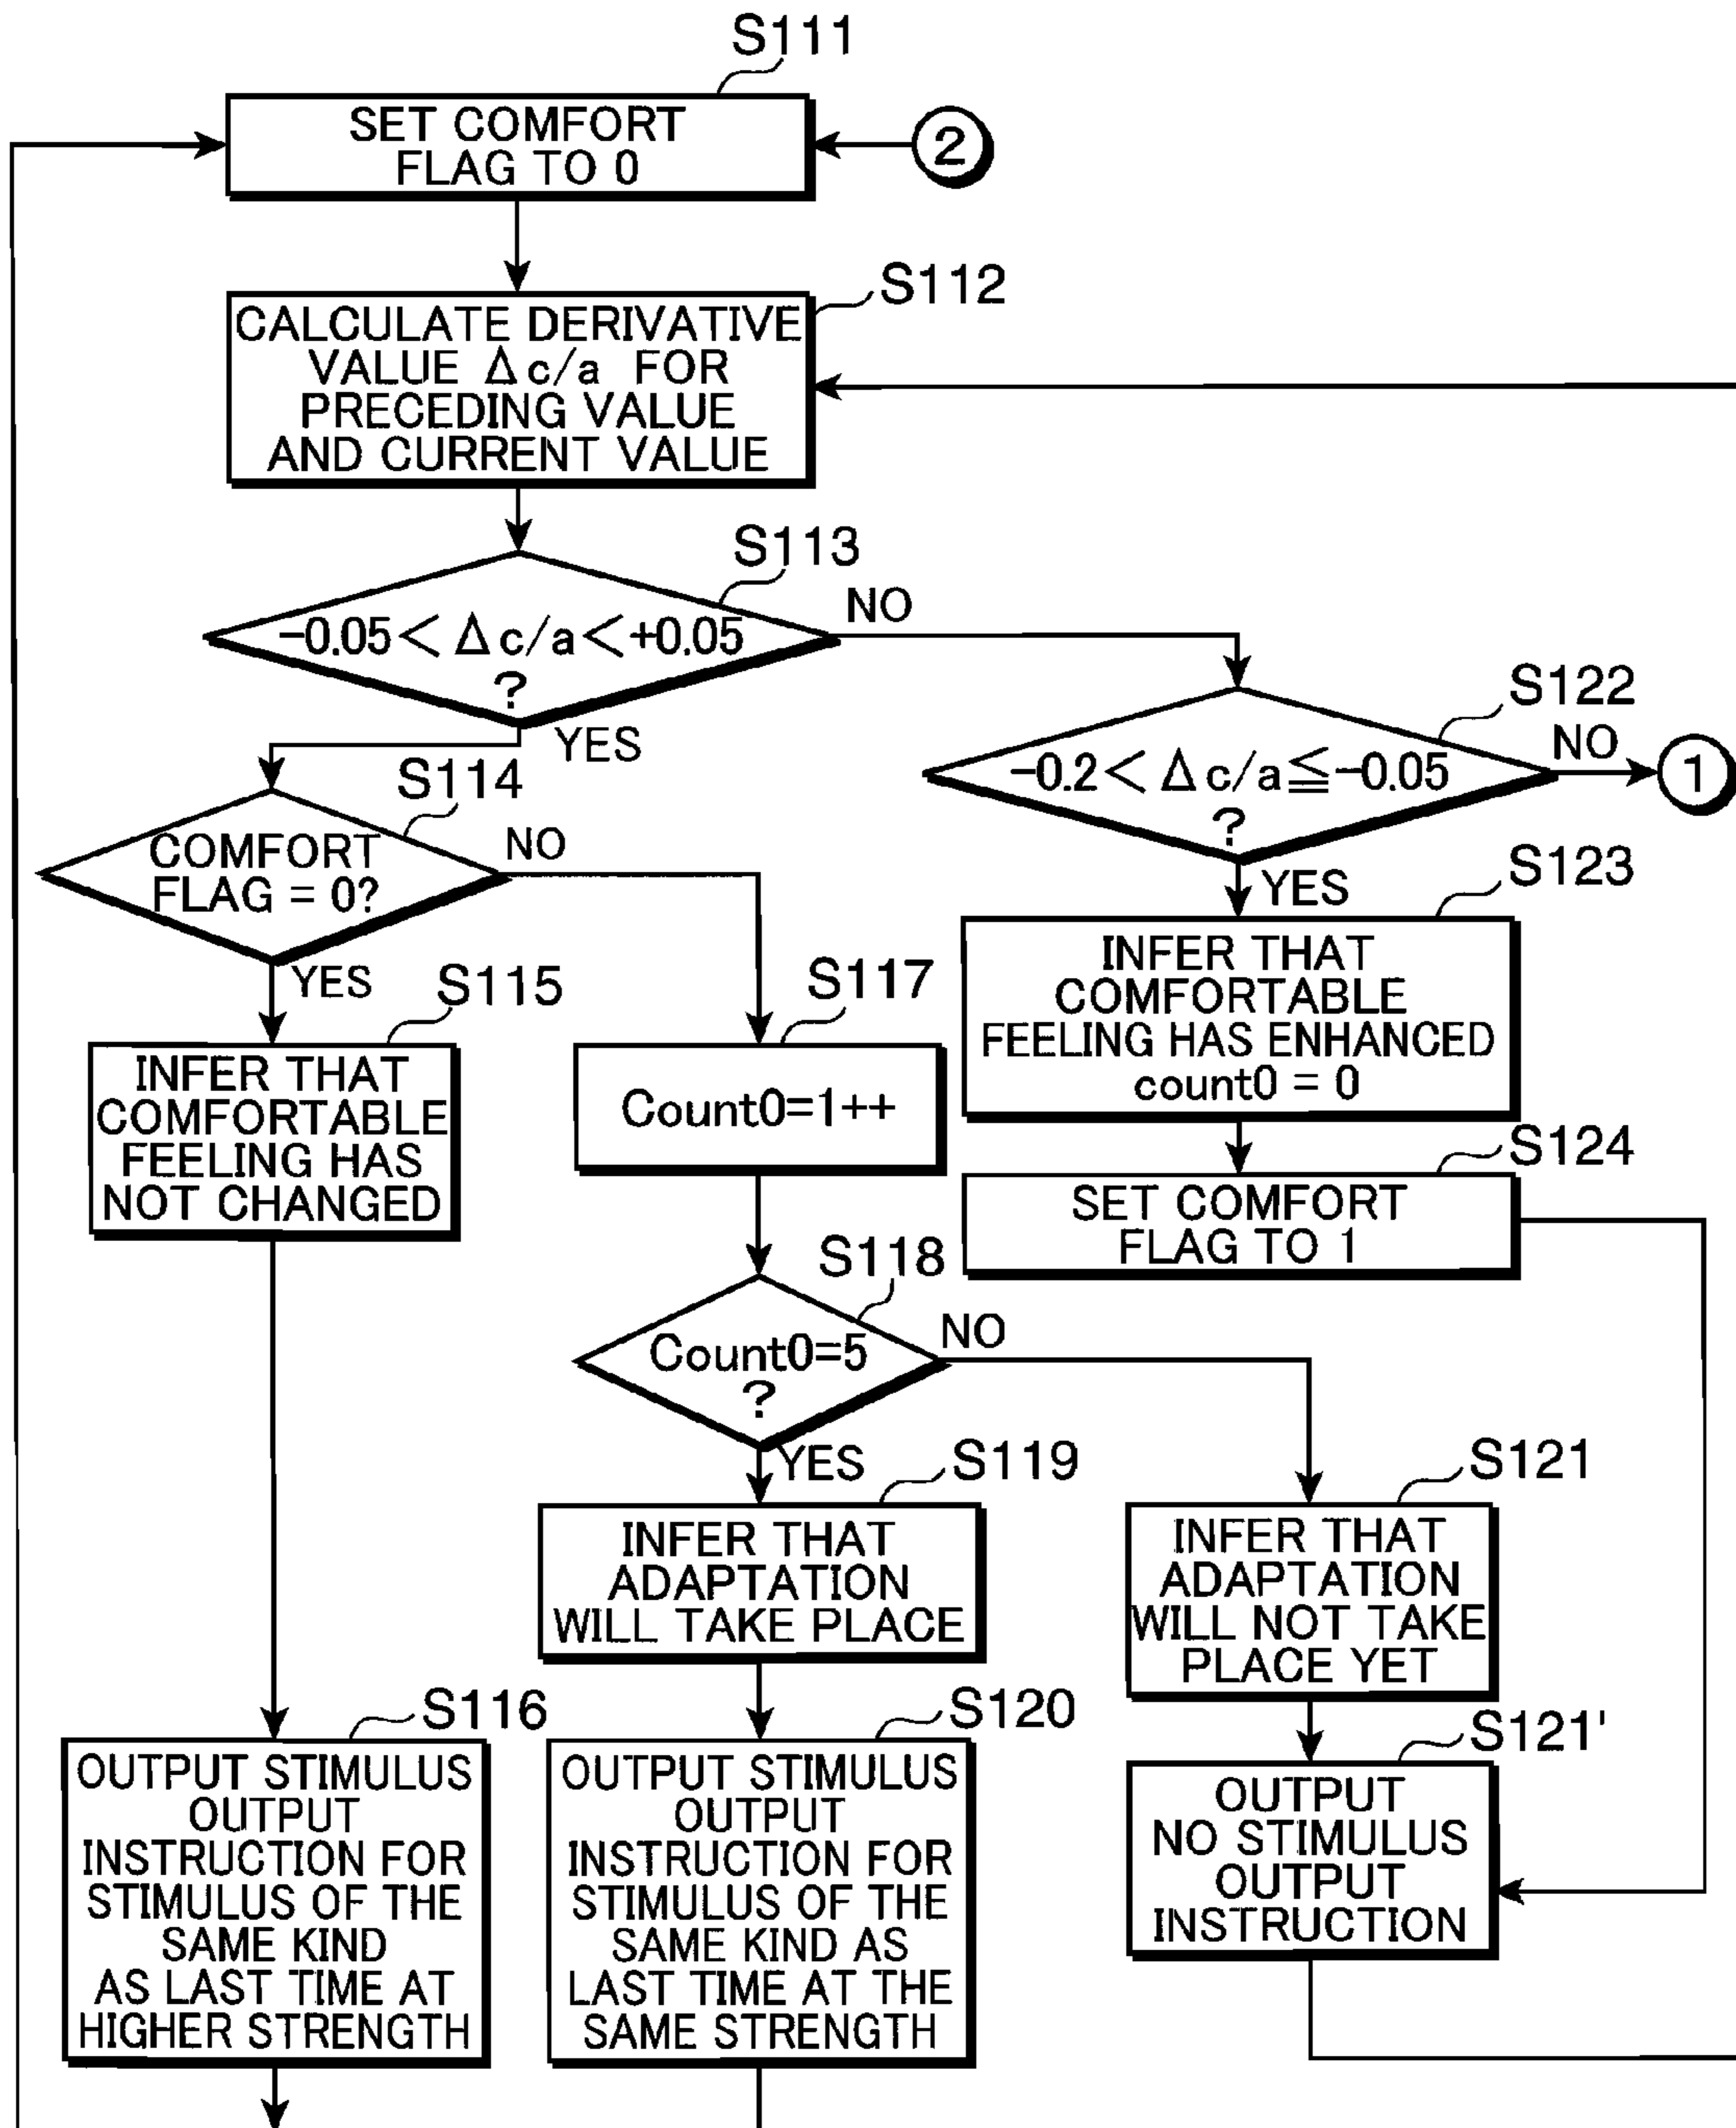 S111
SET COMFORT
FLAG TO 0
2
S112
CALCULATE DERIVATIVE
VALUE Δc/a FOR
PRECEDING VALUE
AND CURRENT VALUE
S113
-0.05< Δc/a<+0.05
?
NO
YES
S122
-0.2< Δc/a≦-0.05
?
NO
1
YES
S114
COMFORT
FLAG = 0?
NO
YES
S123
INFER THAT
COMFORTABLE
FEELING HAS ENHANCED
count0 = 0
S115
INFER THAT
COMFORTABLE
FEELING HAS
NOT CHANGED
S117
Count0=1++
S124
SET COMFORT
FLAG TO 1
S118
Count0=5
?
NO
YES
S119
INFER THAT
ADAPTATION
WILL TAKE PLACE
S121
INFER THAT
ADAPTATION
WILL NOT TAKE
PLACE YET
S116
OUTPUT STIMULUS
OUTPUT
INSTRUCTION FOR
STIMULUS OF THE
SAME KIND
AS LAST TIME AT
HIGHER STRENGTH
S120
OUTPUT STIMULUS
OUTPUT
INSTRUCTION FOR
STIMULUS OF THE
SAME KIND AS
LAST TIME AT THE
SAME STRENGTH
S121'
OUTPUT
NO STIMULUS
OUTPUT
INSTRUCTION